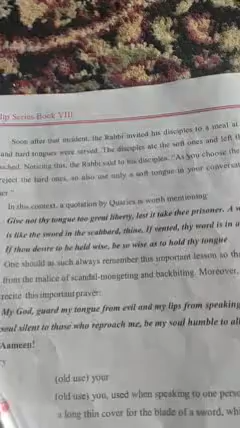 lip Series Book VIII
Soon after that incident, the Rabbi invited his disciples to a meal at
and hard tongues were served. The disciples ate the soft ones and left th
uched. Noticing this, the Rabbi said to his disciples, "As you choose the
reject the hard ones, so also use only a soft tongue in your conversat
er."
In this context, a quotation by Quarles is worth mentioning:
Give not thy tongue too great liberty, lest it take thee prisoner. A w
is like the sword in the scabbard, thine. If vented, thy word is in a
If thou desire to be held wise, be so wise as to hold thy tongue
One should as such always remember this important lesson so tha
from the malice of scandal-mongering and backbiting. Moreover,
recite this important prayer:
My God, guard my tongue from evil and my lips from speaking
soul silent to those who reproach me, be my soul humble to all
Aameen!
ry
(old use) your
(old use) you, used when speaking to one perso
a long thin cover for the blade of a sword, whi